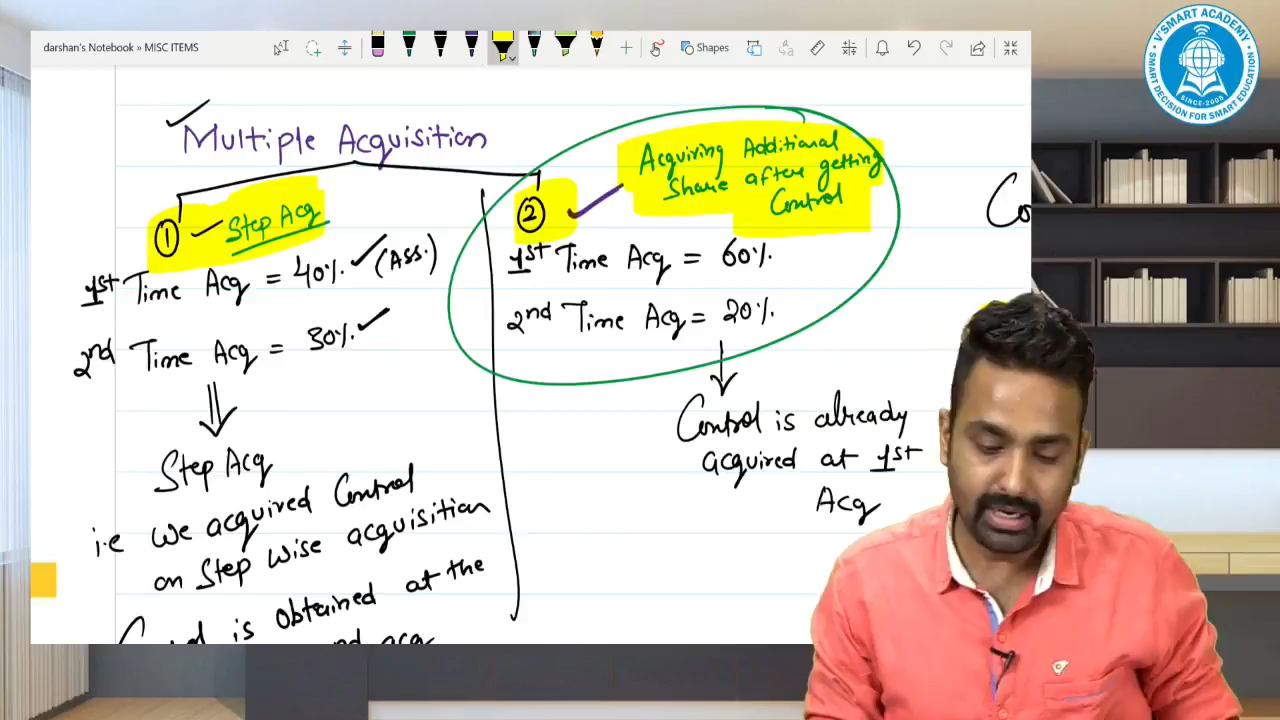 darshan's Notebook » MISC ITEMS
Shapes
V'SMART ACADEMY
SINCE-2005
SMART DECISION FOR SMART EDUCATION
Multiple Acquisition
① Step Acq
1st Time Acq = 40%. (Ass.)
2nd Time Acq = 30%.
Step Acq
i.e We acquired Control
on Step Wise acquisition
is obtained at the
acq
② Acquiring Additional
Share after getting
Control
1st Time Acq = 60%.
2nd Time Acq = 20%.
Control is already
acquired at 1st
Acq
Co